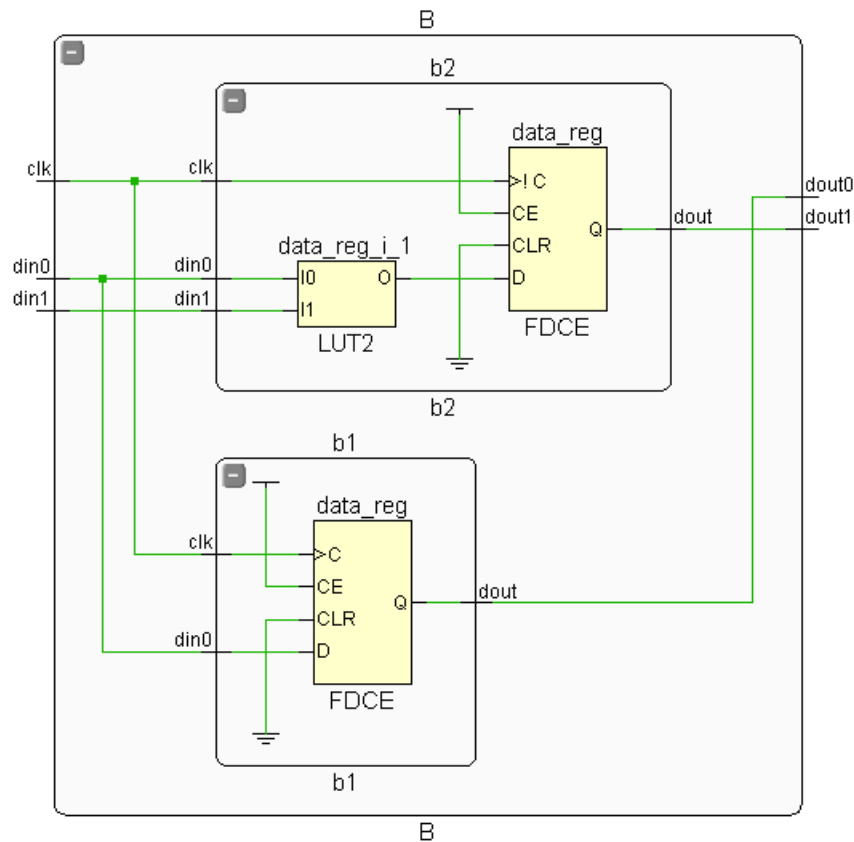 B
b2
data_reg
clk
clk
>! C
dout0
CE
dout
dout1
Q
data_reg_i_1
CLR
din0
din0
I0
O
D
din1
din1
I1
FDCE
LUT2
b2
b1
data_reg
clk
>C
CE
dout
Q
CLR
din0
D
FDCE
b1
B